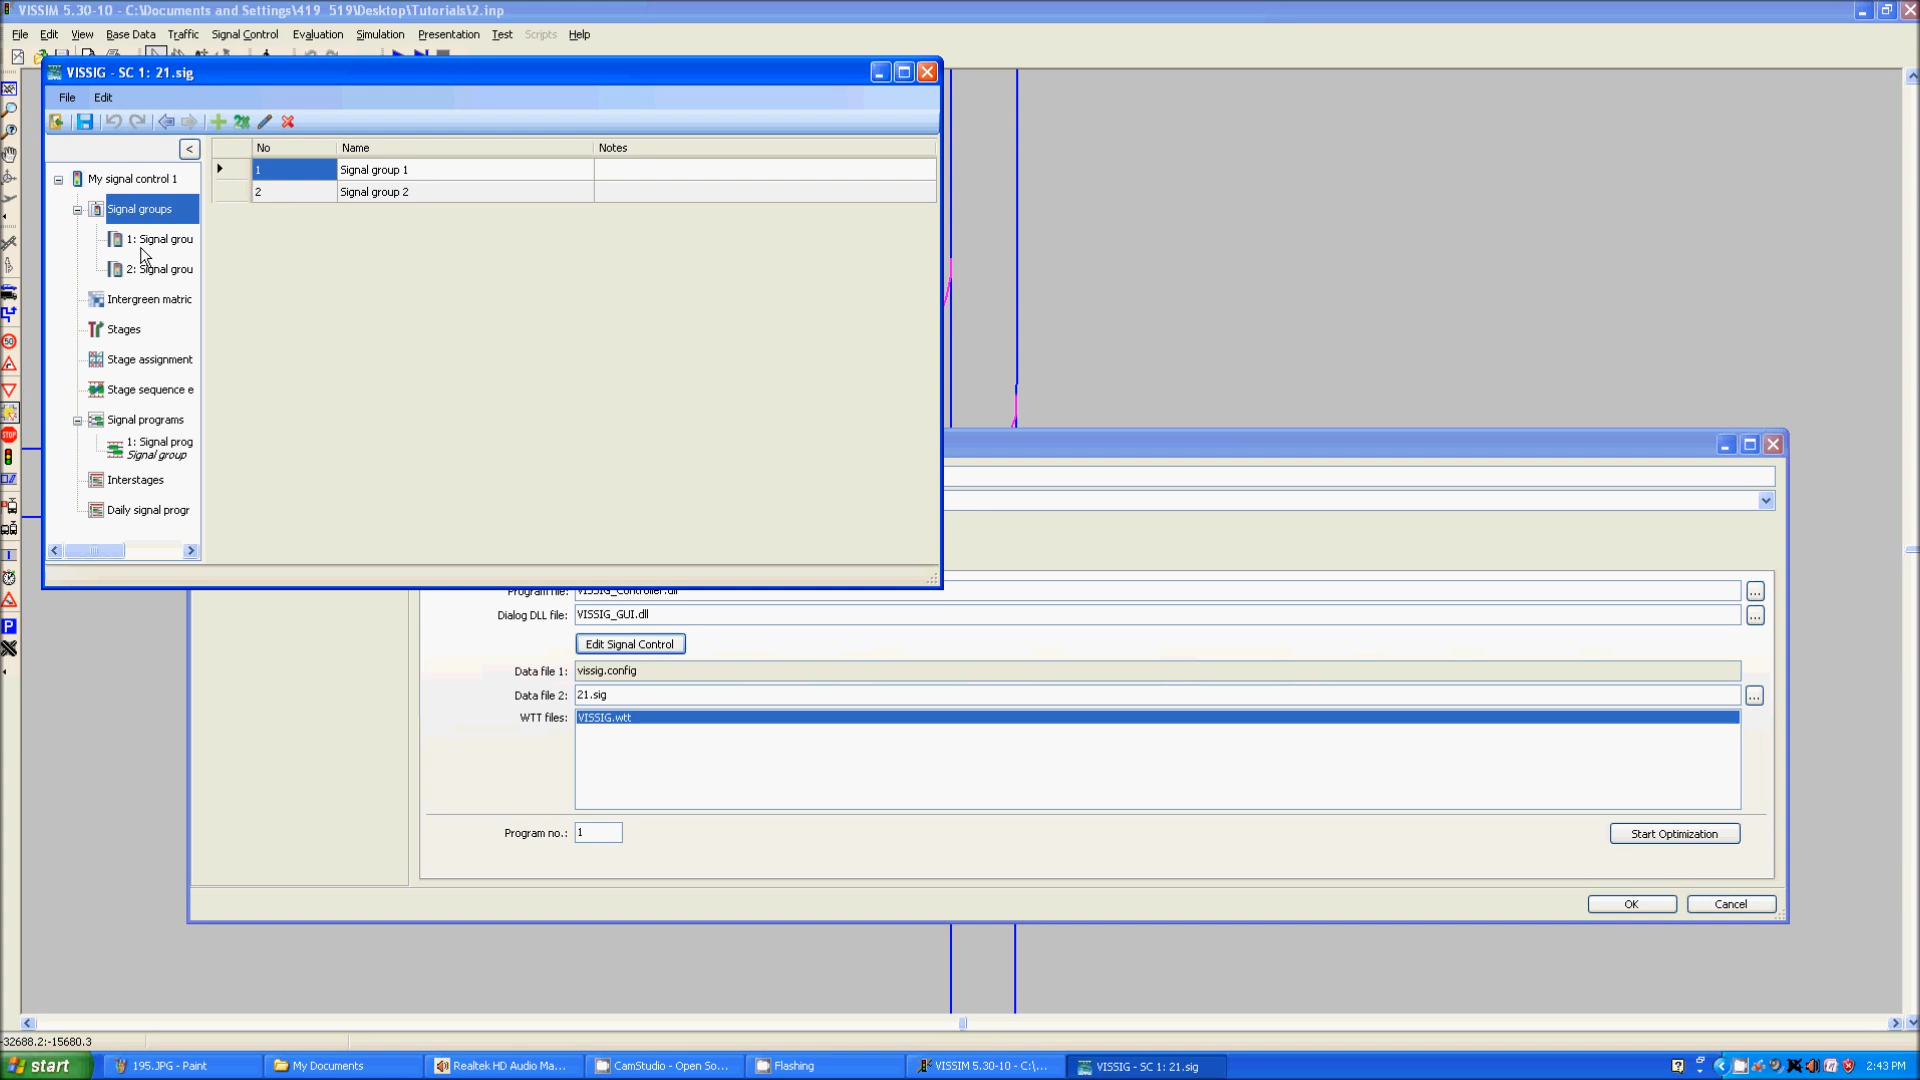 VISSIM 5.30-10 - C:\Documents and Settings\419 519\Desktop\Tutorials\2.inp
File Edit View Base Data Traffic Signal Control Evaluation Simulation Presentation Test Scripts Help
VISSIG - SC 1: 21.sig
File Edit
<
No Name Notes
1 Signal group 1
2 Signal group 2
My signal control 1
Signal groups
1: Signal grou
2: Signal grou
Intergreen matric
Stages
Stage assignment
Stage sequence e
Signal programs
1: Signal prog
Signal group
Interstages
Daily signal progr
50
STOP
P
Program file: VISSIG_Controller.dll ...
Dialog DLL file: VISSIG_GUI.dll ...
Edit Signal Control
Data file 1: vissig.config
Data file 2: 21.sig ...
WTT files: VISSIG.wtt
Program no.: 1
Start Optimization
OK Cancel
-32688.2:-15680.3
start
195.JPG - Paint
My Documents
Realtek HD Audio Ma...
CamStudio - Open So...
Flashing
VISSIM 5.30-10 - C:\...
VISSIG - SC 1: 21.sig
2:43 PM